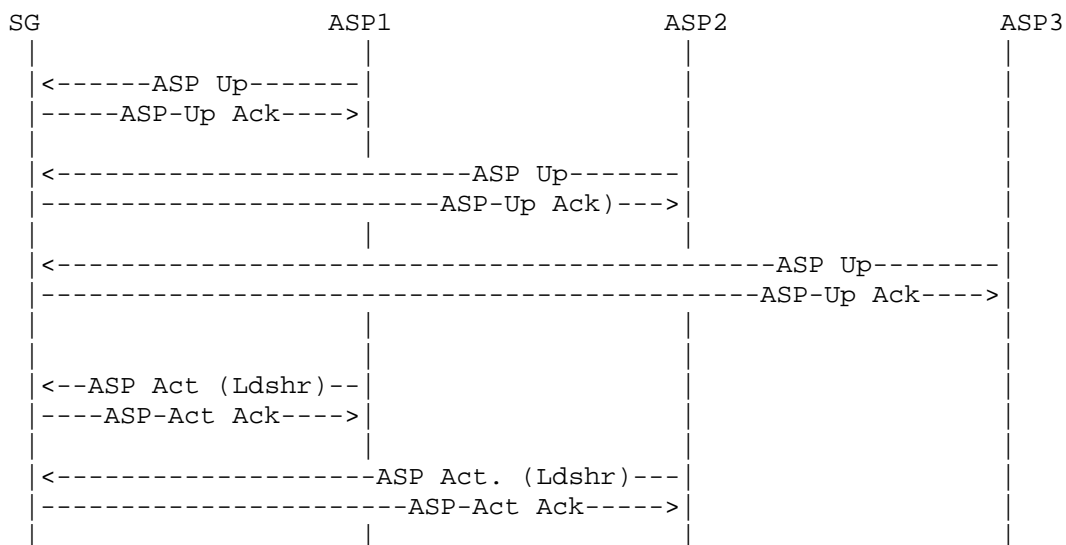 SG ASP1 ASP2 ASP3
<------ASP Up-------
-----ASP-Up Ack---->
<--------------------------ASP Up-------
-------------------------ASP-Up Ack)--->
<---------------------------------------------ASP Up--------
---------------------------------------------ASP-Up Ack---->
<--ASP Act (Ldshr)--
----ASP-Act Ack---->
<--------------------ASP Act. (Ldshr)---
-----------------------ASP-Act Ack----->